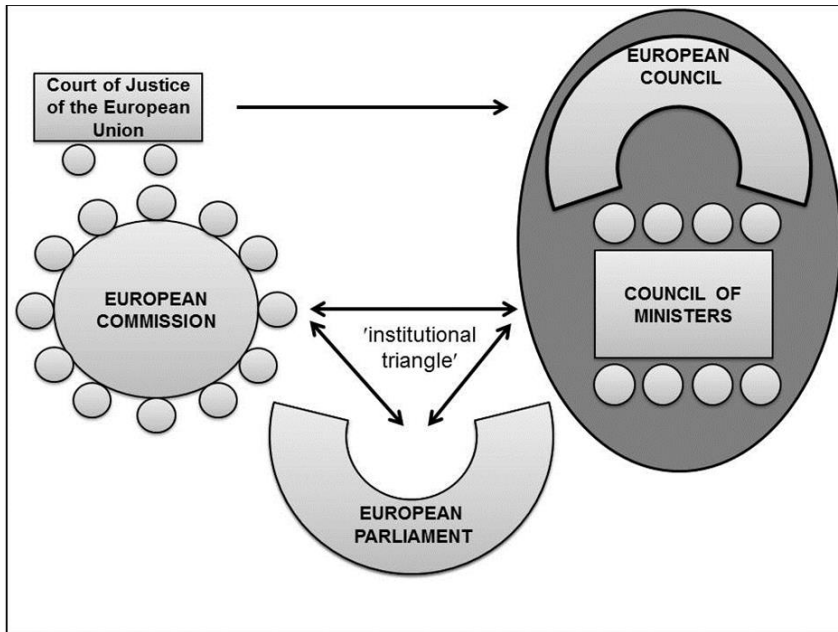 Court of Justice
of the European
Union
EUROPEAN
COUNCIL
EUROPEAN
COMMISSION
COUNCIL OF
MINISTERS
'institutional
triangle'
EUROPEAN
PARLIAMENT